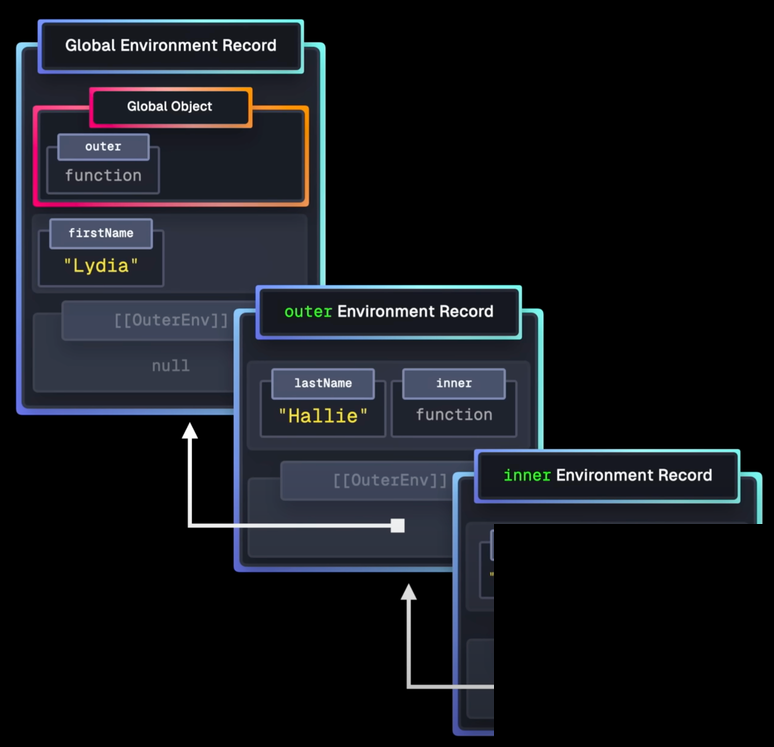 Global Environment Record
Global Object
outer
function
firstName
"Lydia"
[[OuterEnv]]
null
outer Environment Record
lastName
inner
"Hallie"
function
[[OuterEnv]]
inner Environment Record
"